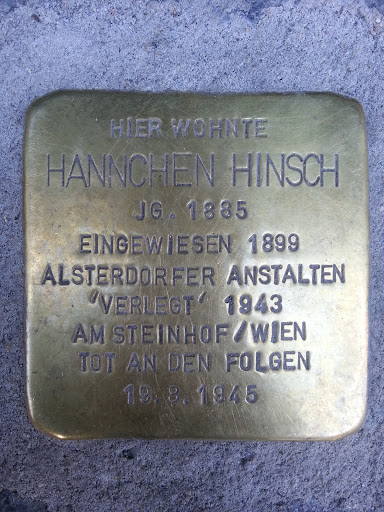 HIER WOHNTE
HANNCHEN HINSCH
JG. 1885
EINGEWIESEN 1899
ALSTERDORFER ANSTALTEN
'VERLEGT' 1943
AM STEINHOF/WIEN
TOT AN DEN FOLGEN
19.3.1945